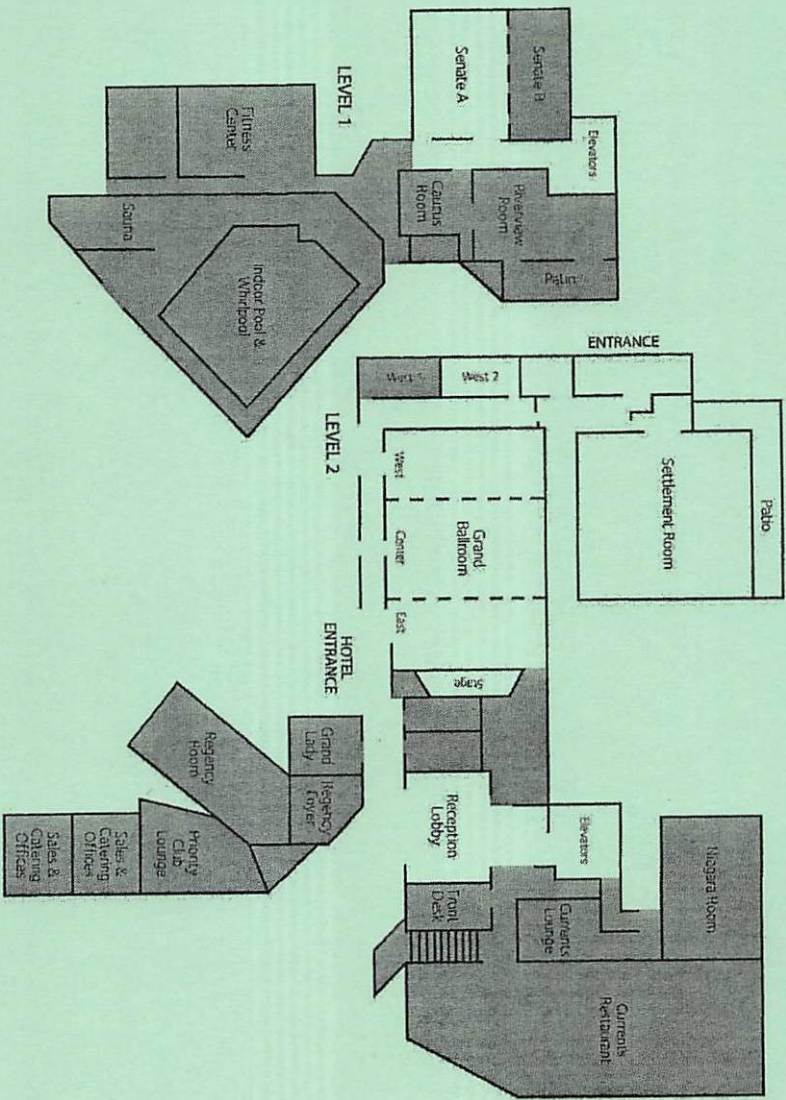 Patio
Settlement Room
ENTRANCE
Niagara Room
Elevators
Currents
Lounge
Currents
Restaurant
Grand
Ballroom
West
Center
East
Stage
West 1
West 2
Reception
Lobby
Front
Desk
LEVEL 2
HOTEL
ENTRANCE
Grand
Lady
Regency
Foyer
Regency
Room
Priority
Club
Lounge
Sales &
Catering
Offices
Sales &
Catering
Offices
Senate A
Senate B
Elevators
Riverview
Room
Patio
Caucus
Room
LEVEL 1
Fitness
Center
Sauna
Indoor Pool &
Whirlpool